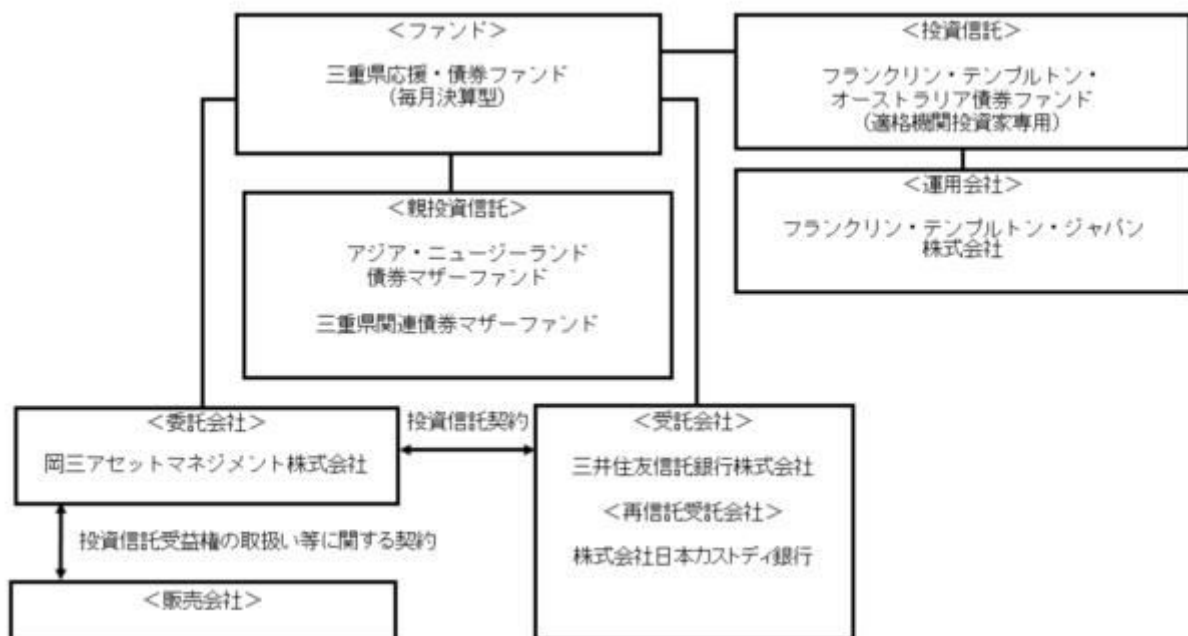 ＜ファンド＞
三重県応援・債券ファンド
（毎月決算型）
＜投資信託＞
フランクリン・テンプルトン・
オーストラリア債券ファンド
（適格機関投資家専用）
＜運用会社＞
フランクリン・テンプルトン・ジャパン
株式会社
＜親投資信託＞
アジア・ニュージーランド
債券マザーファンド
三重県関連債券マザーファンド
＜委託会社＞
岡三アセットマネジメント株式会社
投資信託契約
＜受託会社＞
三井住友信託銀行株式会社
＜再信託受託会社＞
株式会社日本カストディ銀行
投資信託受益権の取扱い等に関する契約
＜販売会社＞